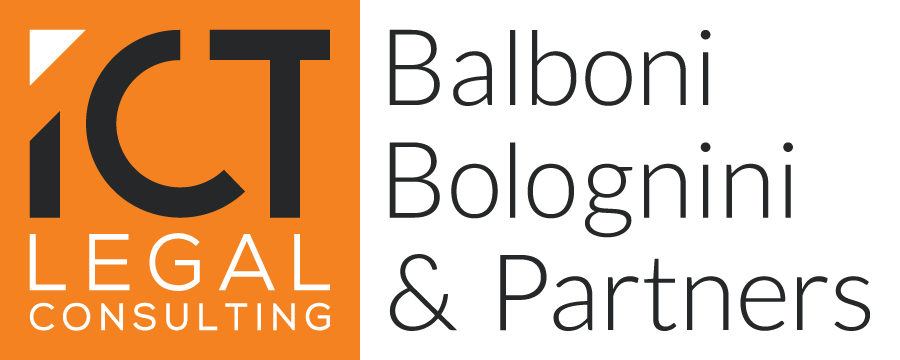 iCT
LEGAL
CONSULTING
Balboni
Bolognini
& Partners